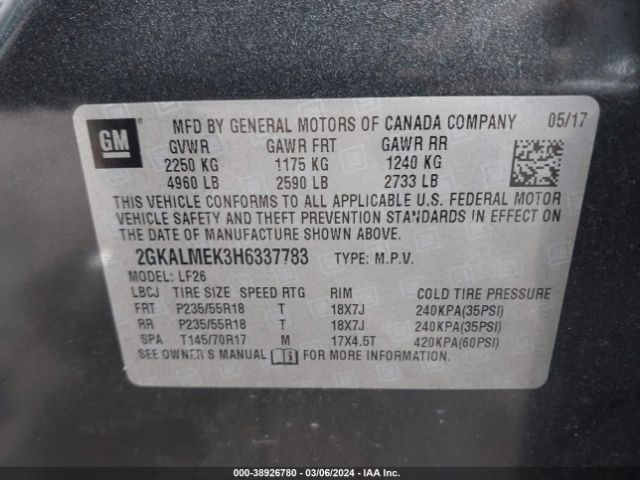 GM ® MFD BY GENERAL MOTORS OF CANADA COMPANY 05/17
GVWR GAWR FRT GAWR RR
2250 KG 1175 KG 1240 KG
4960 LB 2590 LB 2733 LB
THIS VEHICLE CONFORMS TO ALL APPLICABLE U.S. FEDERAL MOTOR
VEHICLE SAFETY AND THEFT PREVENTION STANDARDS IN EFFECT ON
THE DATE OF MANUFACTURE SHOWN ABOVE.
2GKALMEK3H6337783 TYPE: M.P.V.
MODEL: LF26
LBCJ TIRE SIZE SPEED RTG RIM COLD TIRE PRESSURE
FRT P235/55R18 T 18X7J 240KPA(35PSI)
RR P235/55R18 T 18X7J 240KPA(35PSI)
SPA T145/70R17 M 17X4.5T 420KPA(60PSI)
SEE OWNER'S MANUAL FOR MORE INFORMATION
000-38926780 - 03/06/2024 - IAAI.COM